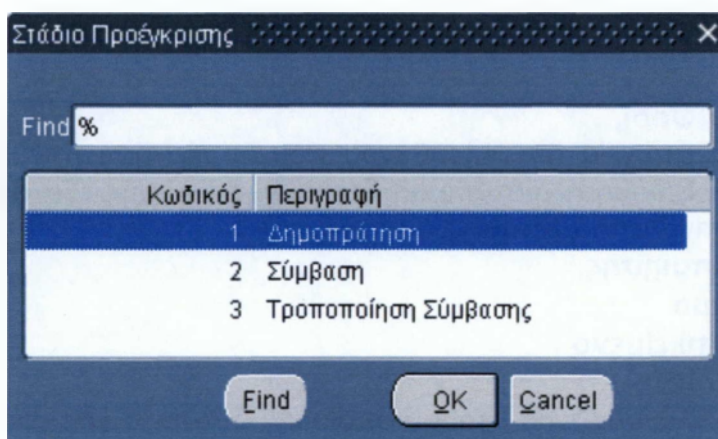 Στάδιο Προέγκρισης
Find %
Κωδικός Περιγραφή
1 Δημοπράτηση
2 Σύμβαση
3 Τροποποίηση Σύμβασης
Find OK Cancel